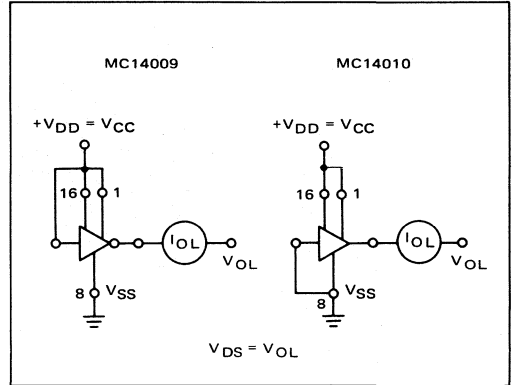 MC14009 MC14010
+VDD = VCC +VDD = VCC
16 1 16 1
IOL IOL
VOL VOL
8 VSS 8 VSS
VDS = VOL